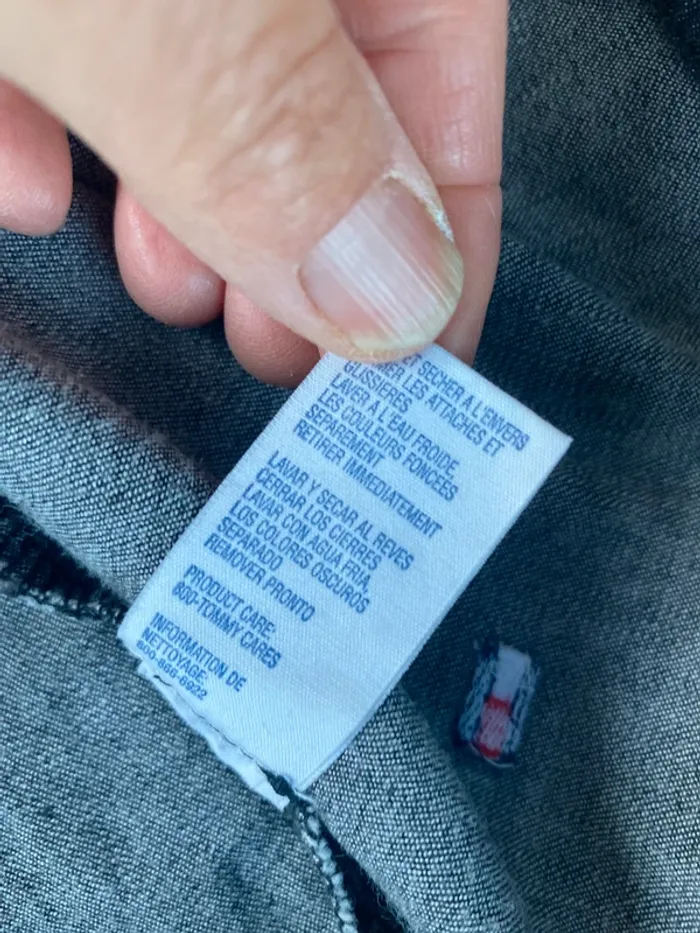 ET SECHER A L'ENVERS
LES ATTACHES ET
GLISSIERES
LAVER A L'EAU FROIDE,
LES COULEURS FONCEES
SEPAREMENT
RETIRER IMMEDIATEMENT
LAVAR Y SECAR AL REVES
CERRAR LOS CIERRES
LAVAR CON AGUA FRIA,
LOS COLORES OSCUROS
SEPARADO
REMOVER PRONTO
PRODUCT CARE:
800-TOMMY CARES
INFORMATION DE
NETTOYAGE:
800-866-6922